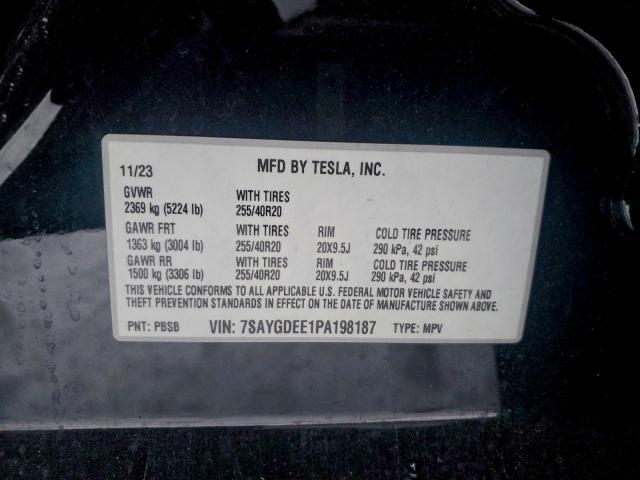 11/23 MFD BY TESLA, INC.
GVWR WITH TIRES
2369 kg (5224 lb) 255/40R20
GAWR FRT WITH TIRES RIM COLD TIRE PRESSURE
1363 kg (3004 lb) 255/40R20 20X9.5J 290 kPa, 42 psi
GAWR RR WITH TIRES RIM COLD TIRE PRESSURE
1500 kg (3306 lb) 255/40R20 20X9.5J 290 kPa, 42 psi
THIS VEHICLE CONFORMS TO ALL APPLICABLE U.S. FEDERAL MOTOR VEHICLE SAFETY AND
THEFT PREVENTION STANDARDS IN EFFECT ON THE DATE OF MANUFACTURE SHOWN ABOVE.
PNT: PBSB VIN: 7SAYGDEE1PA198187 TYPE: MPV